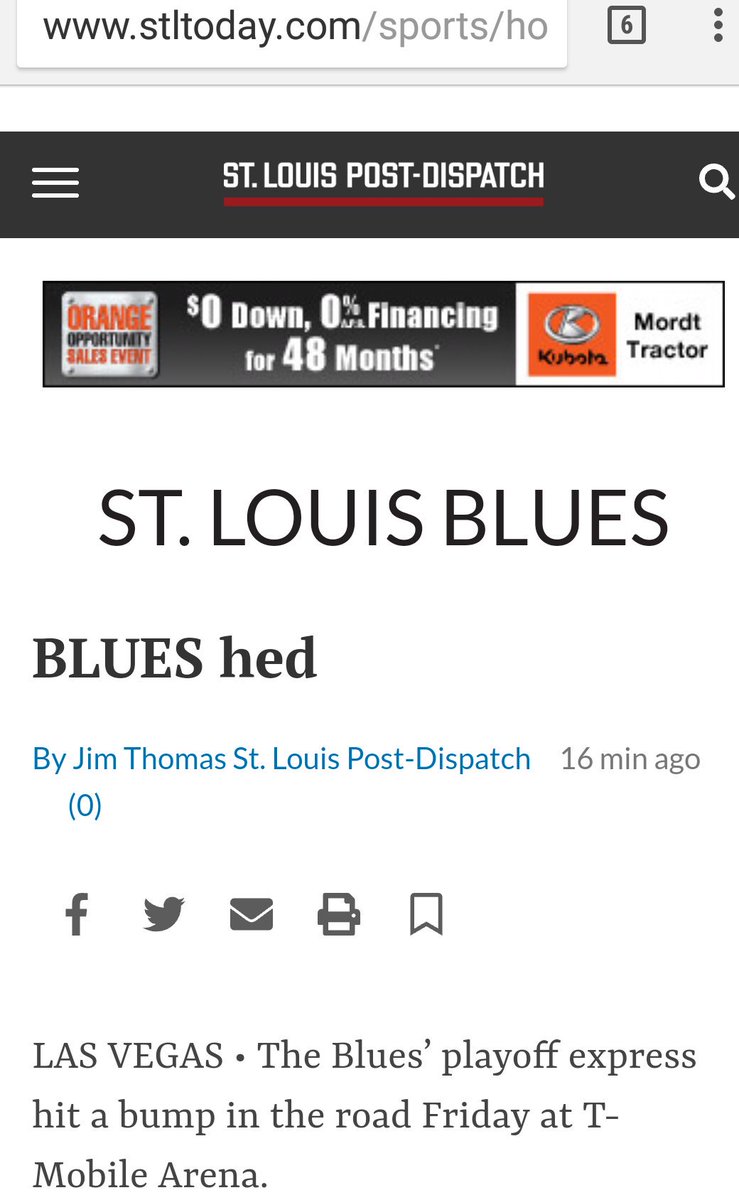 www.stltoday.com/sports/ho
6
ST. LOUIS POST-DISPATCH
ORANGE
OPPORTUNITY
SALES EVENT
$0 Down, 0% Financing
for 48 Months*
Kubota
Mordt
Tractor
ST. LOUIS BLUES
BLUES hed
By Jim Thomas St. Louis Post-Dispatch 16 min ago
(0)
LAS VEGAS • The Blues’ playoff express
hit a bump in the road Friday at T-
Mobile Arena.